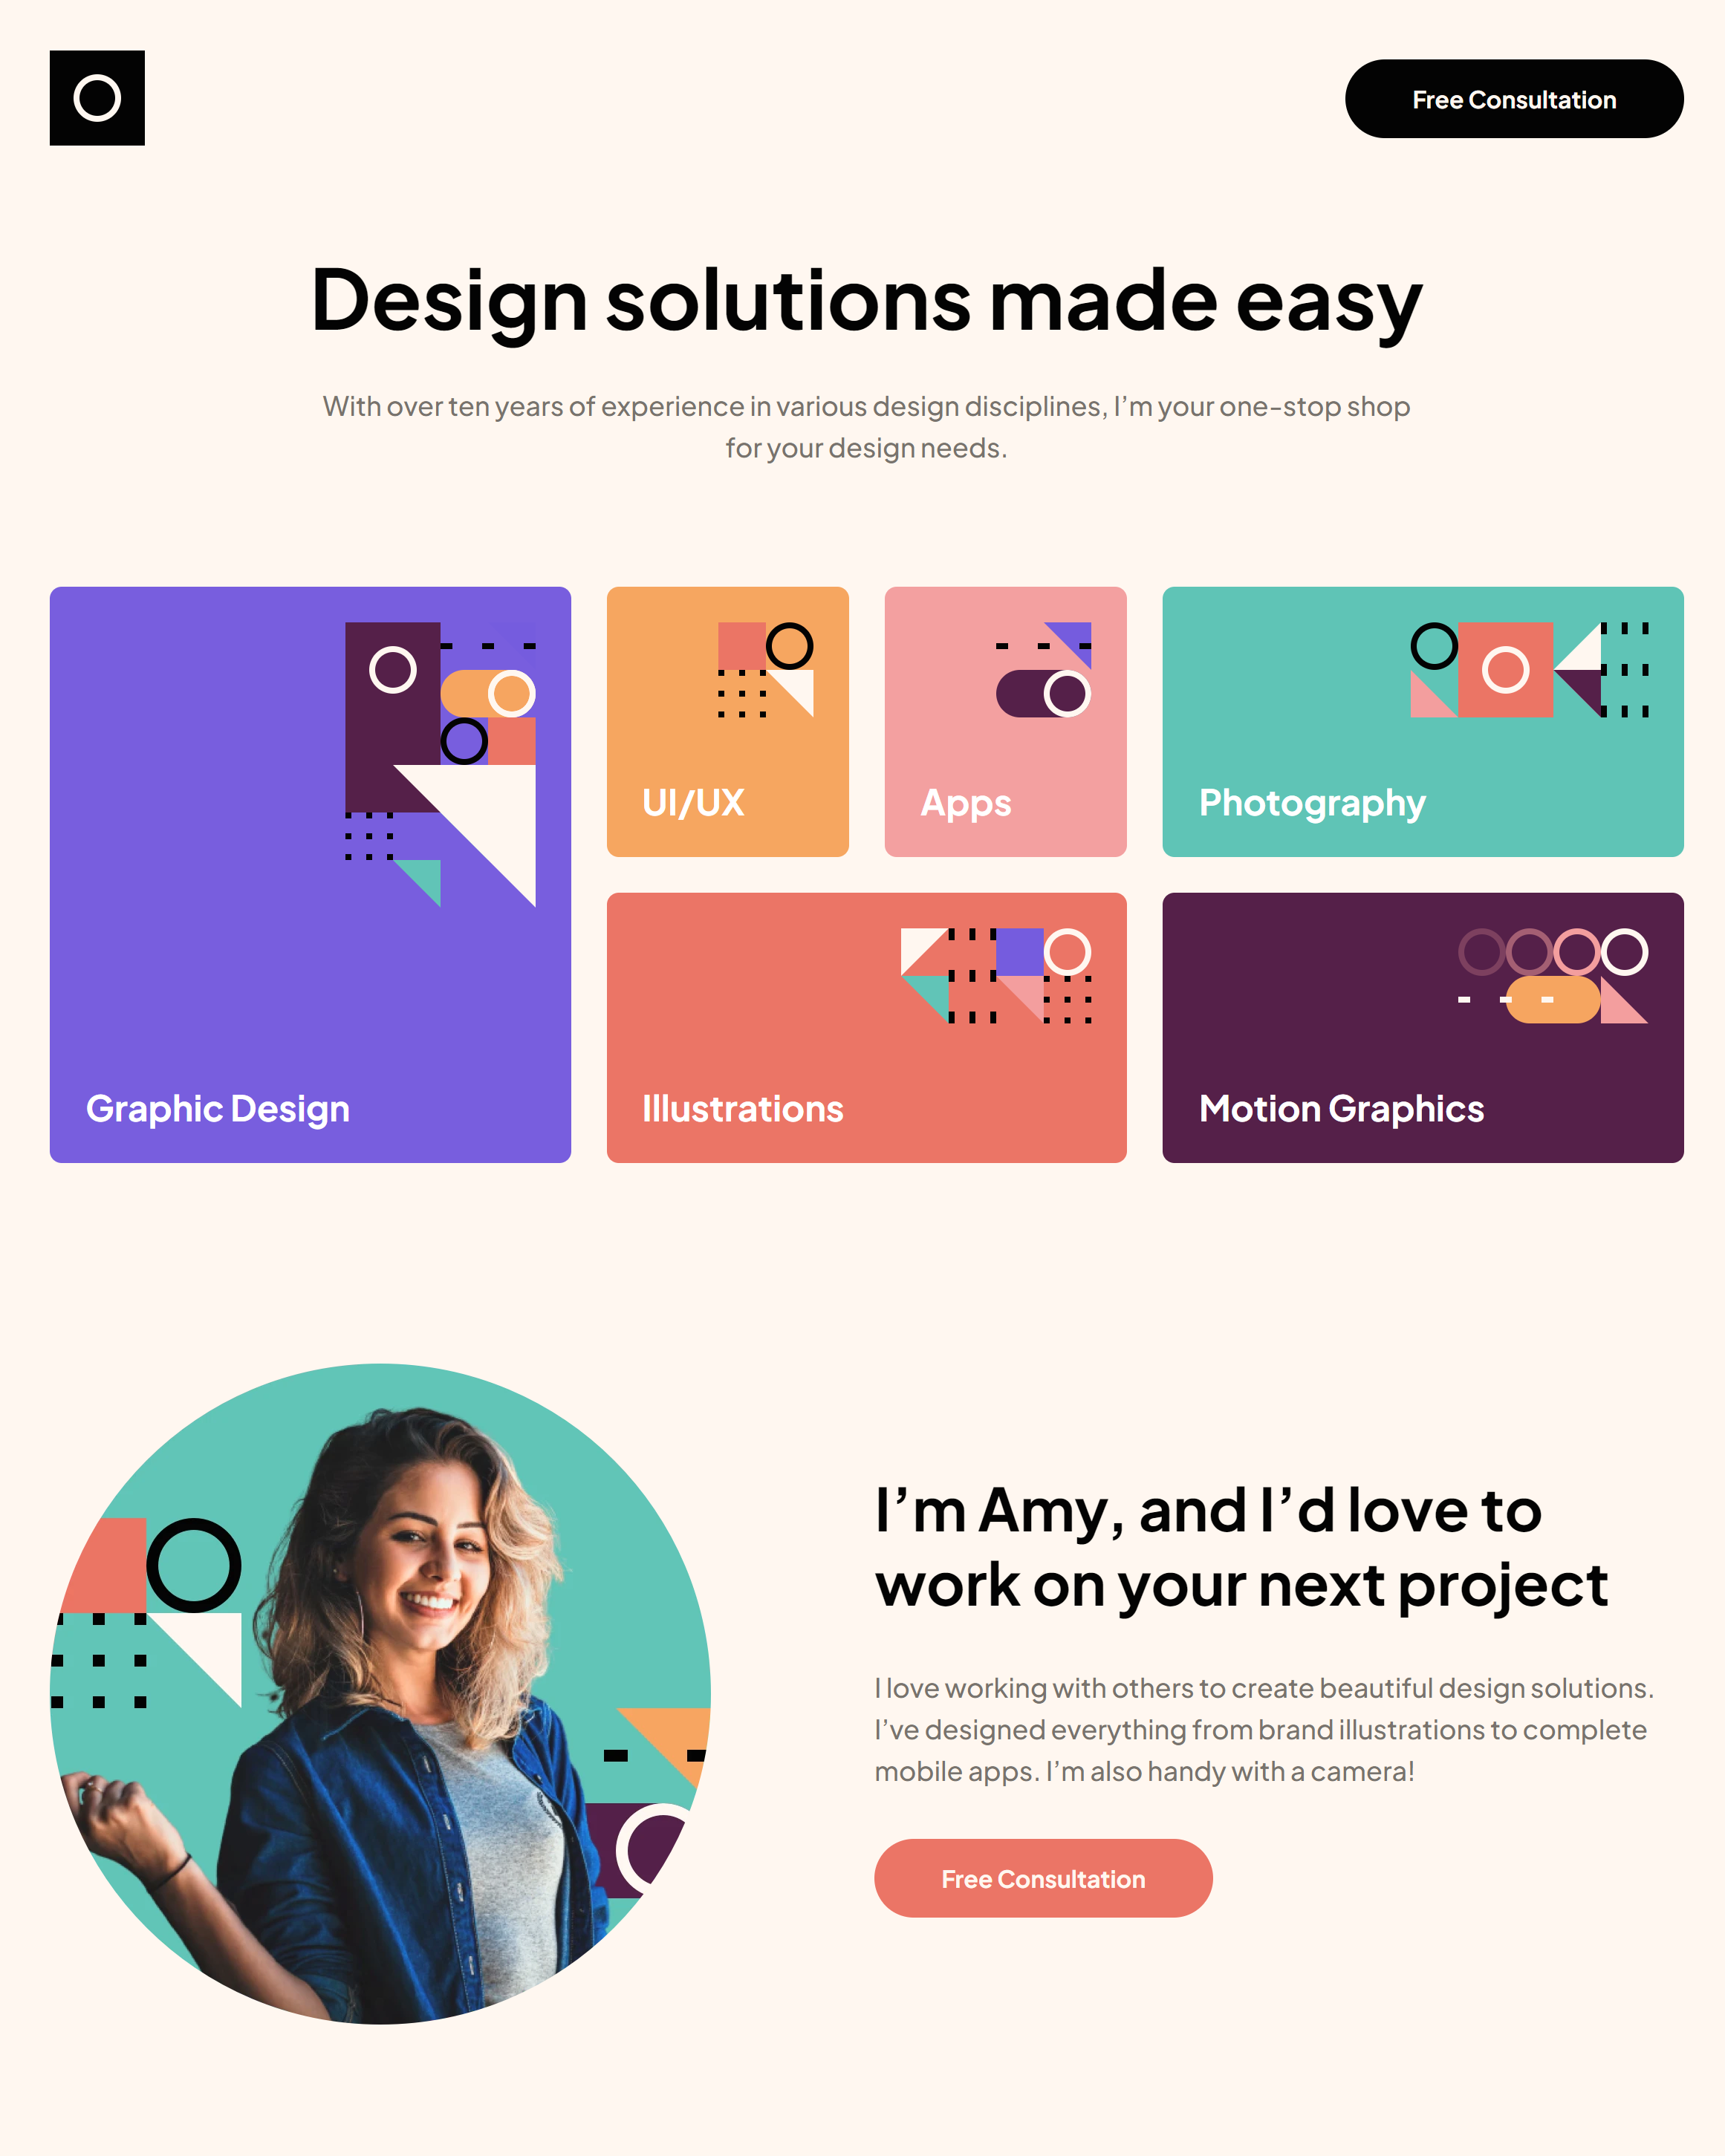 Free Consultation
Design solutions made easy
With over ten years of experience in various design disciplines, I’m your one-stop shop
for your design needs.
UI/UX
Apps
Photography
Graphic Design
Illustrations
Motion Graphics
I’m Amy, and I’d love to
work on your next project
I love working with others to create beautiful design solutions.
I’ve designed everything from brand illustrations to complete
mobile apps. I’m also handy with a camera!
Free Consultation